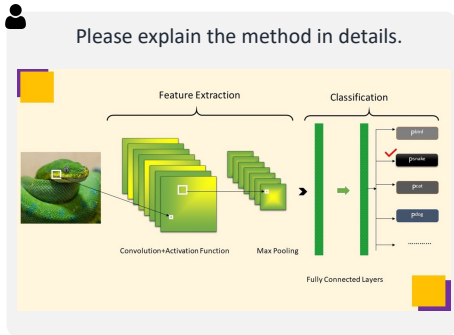 Please explain the method in details.
Feature Extraction
Classification
Pbird
Psnake
Pcat
Pdog
............
Convolution+Activation Function
Max Pooling
Fully Connected Layers